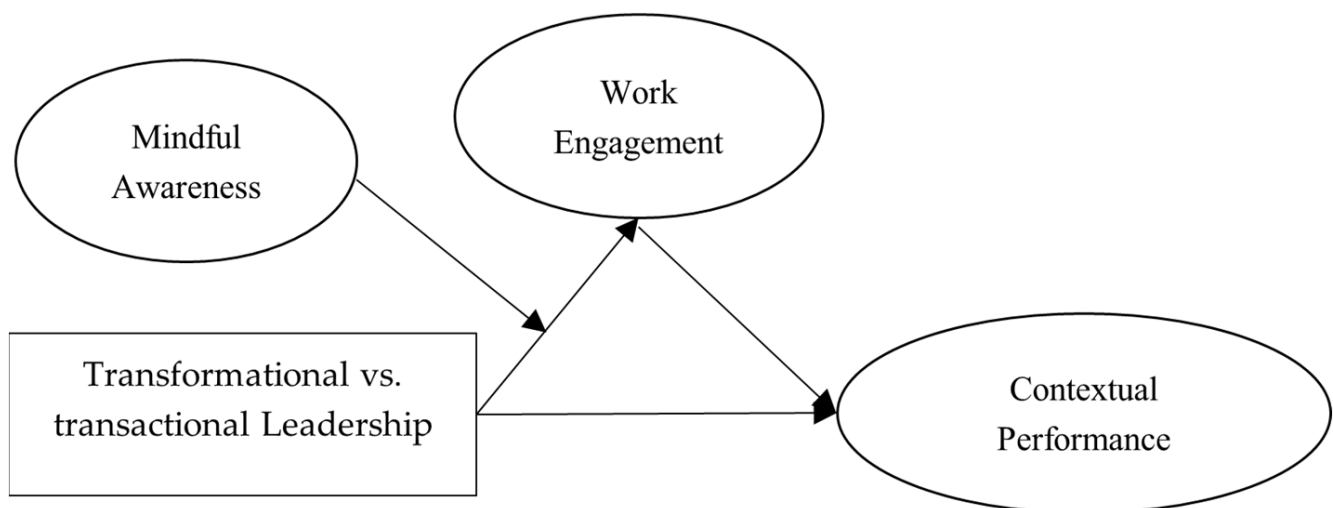 Work
Engagement
Mindful
Awareness
Transformational vs.
transactional Leadership
Contextual
Performance